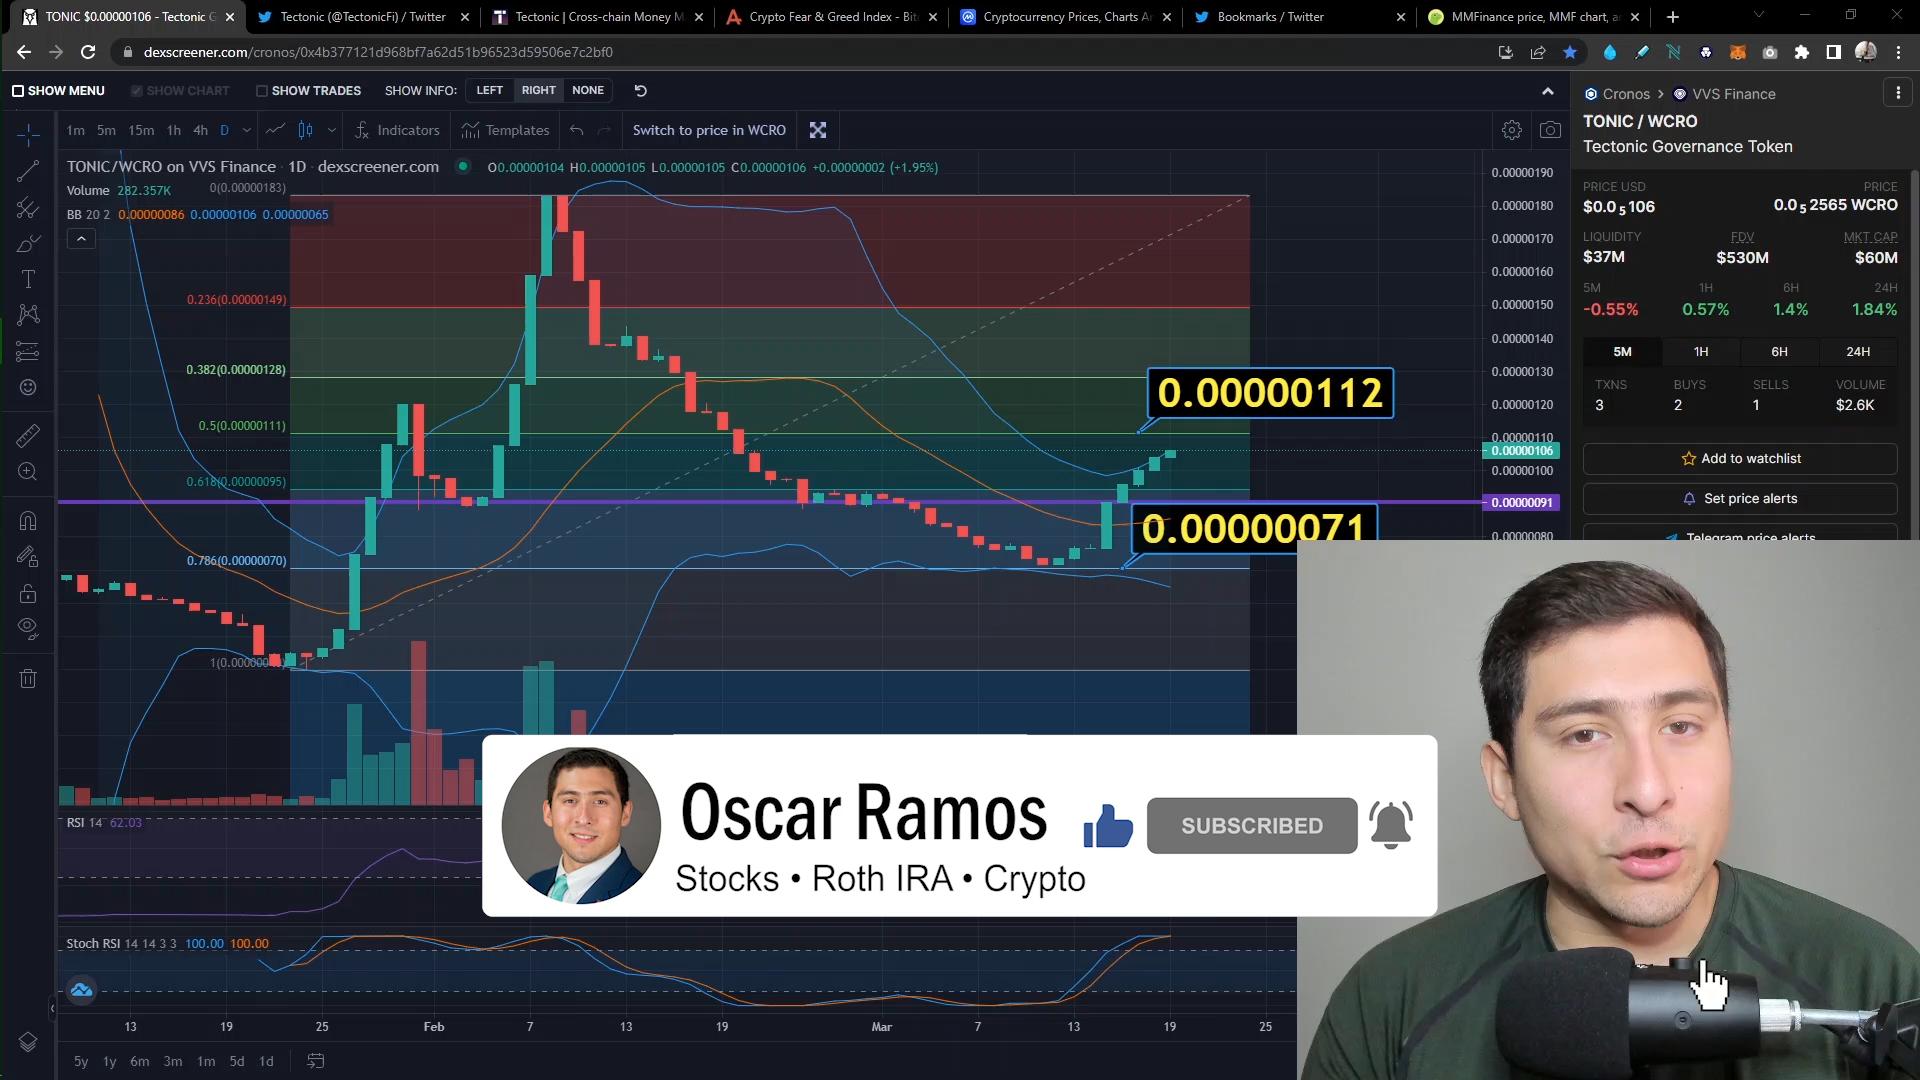 TONIC $0.00000106 - Tectonic G
Tectonic (@TectonicFi) / Twitter
Tectonic | Cross-chain Money M
Crypto Fear & Greed Index - Bit
Cryptocurrency Prices, Charts A
Bookmarks / Twitter
MMFinance price, MMF chart, a
dexscreener.com/cronos/0x4b377121d968bf7a62d51b96523d59506e7c2bf0
SHOW MENU
SHOW CHART
SHOW TRADES
SHOW INFO:
LEFT
RIGHT
NONE
1m 5m 15m 1h 4h D
Indicators
Templates
Switch to price in WCRO
TONIC/WCRO on VVS Finance · 1D · dexscreener.com
O0.00000104 H0.00000105 L0.00000105 C0.00000106 +0.00000002 (+1.95%)
Volume 282.357K
BB 20 2 0.00000086 0.00000106 0.00000065
0(0.00000183)
0.236(0.00000149)
0.382(0.00000128)
0.5(0.00000111)
0.618(0.00000095)
0.786(0.00000070)
0.00000112
0.00000071
0.00000190
0.00000180
0.00000170
0.00000160
0.00000150
0.00000140
0.00000130
0.00000120
0.00000110
0.00000106
0.00000100
0.00000091
0.00000080
Cronos > VVS Finance
TONIC / WCRO
Tectonic Governance Token
PRICE USD
$0.0₅106
PRICE
0.0₅2565 WCRO
LIQUIDITY
$37M
FDV
$530M
MKT CAP
$60M
5M 1H 6H 24H
-0.55% 0.57% 1.4% 1.84%
5M 1H 6H 24H
TXNS BUYS SELLS VOLUME
3 2 1 $2.6K
Add to watchlist
Set price alerts
Telegram price alerts
Oscar Ramos
Stocks • Roth IRA • Crypto
SUBSCRIBED
RSI 14 62.03
Stoch RSI 14 14 3 3 100.00 100.00
13 19 25 Feb 7 13 19 Mar 7 13 19 25
5y 1y 6m 3m 1m 5d 1d